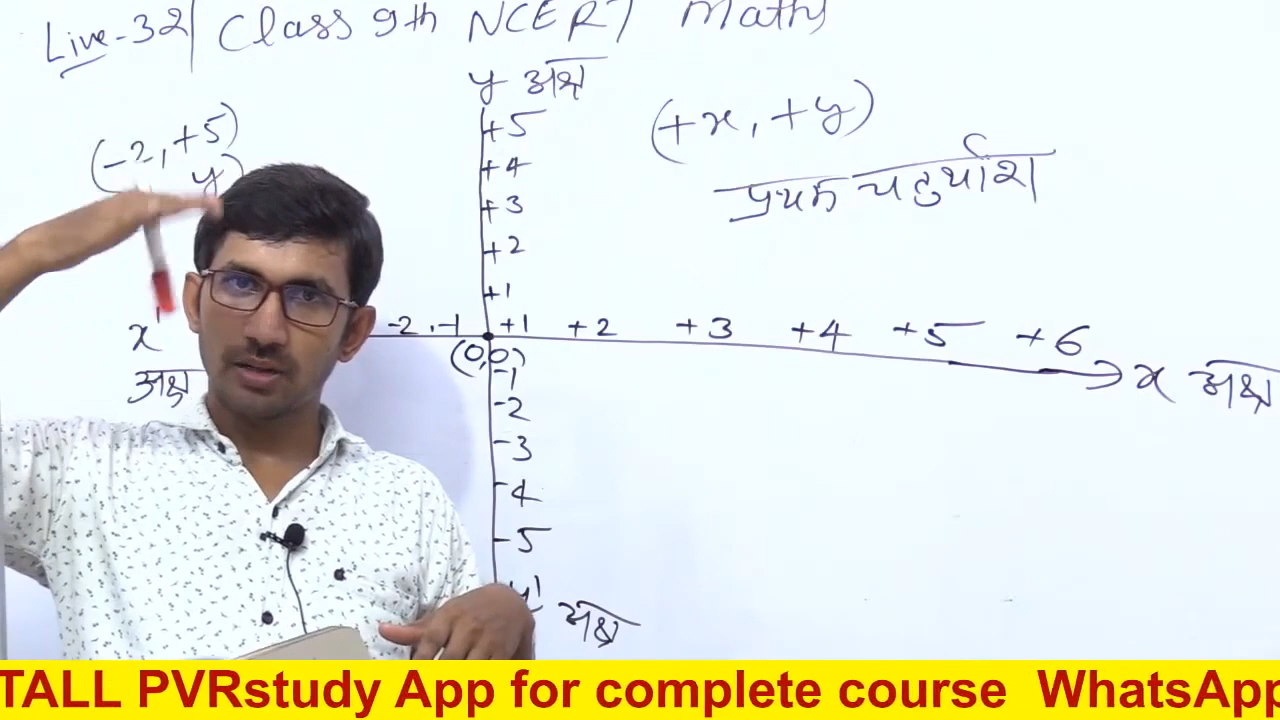 Live-32| Class 9th NCERT Maths
y अक्ष
(-2, +5)
y)
(+x, +y)
प्रथम चतुर्थांश
+5
+4
+3
+2
+1
x'
अक्ष
-2 , -1 +1 +2 +3 +4 +5 +6
(0,0)
x अक्ष
-1
-2
-3
-4
-5
y' अक्ष
TALL PVRstudy App for complete course WhatsApp